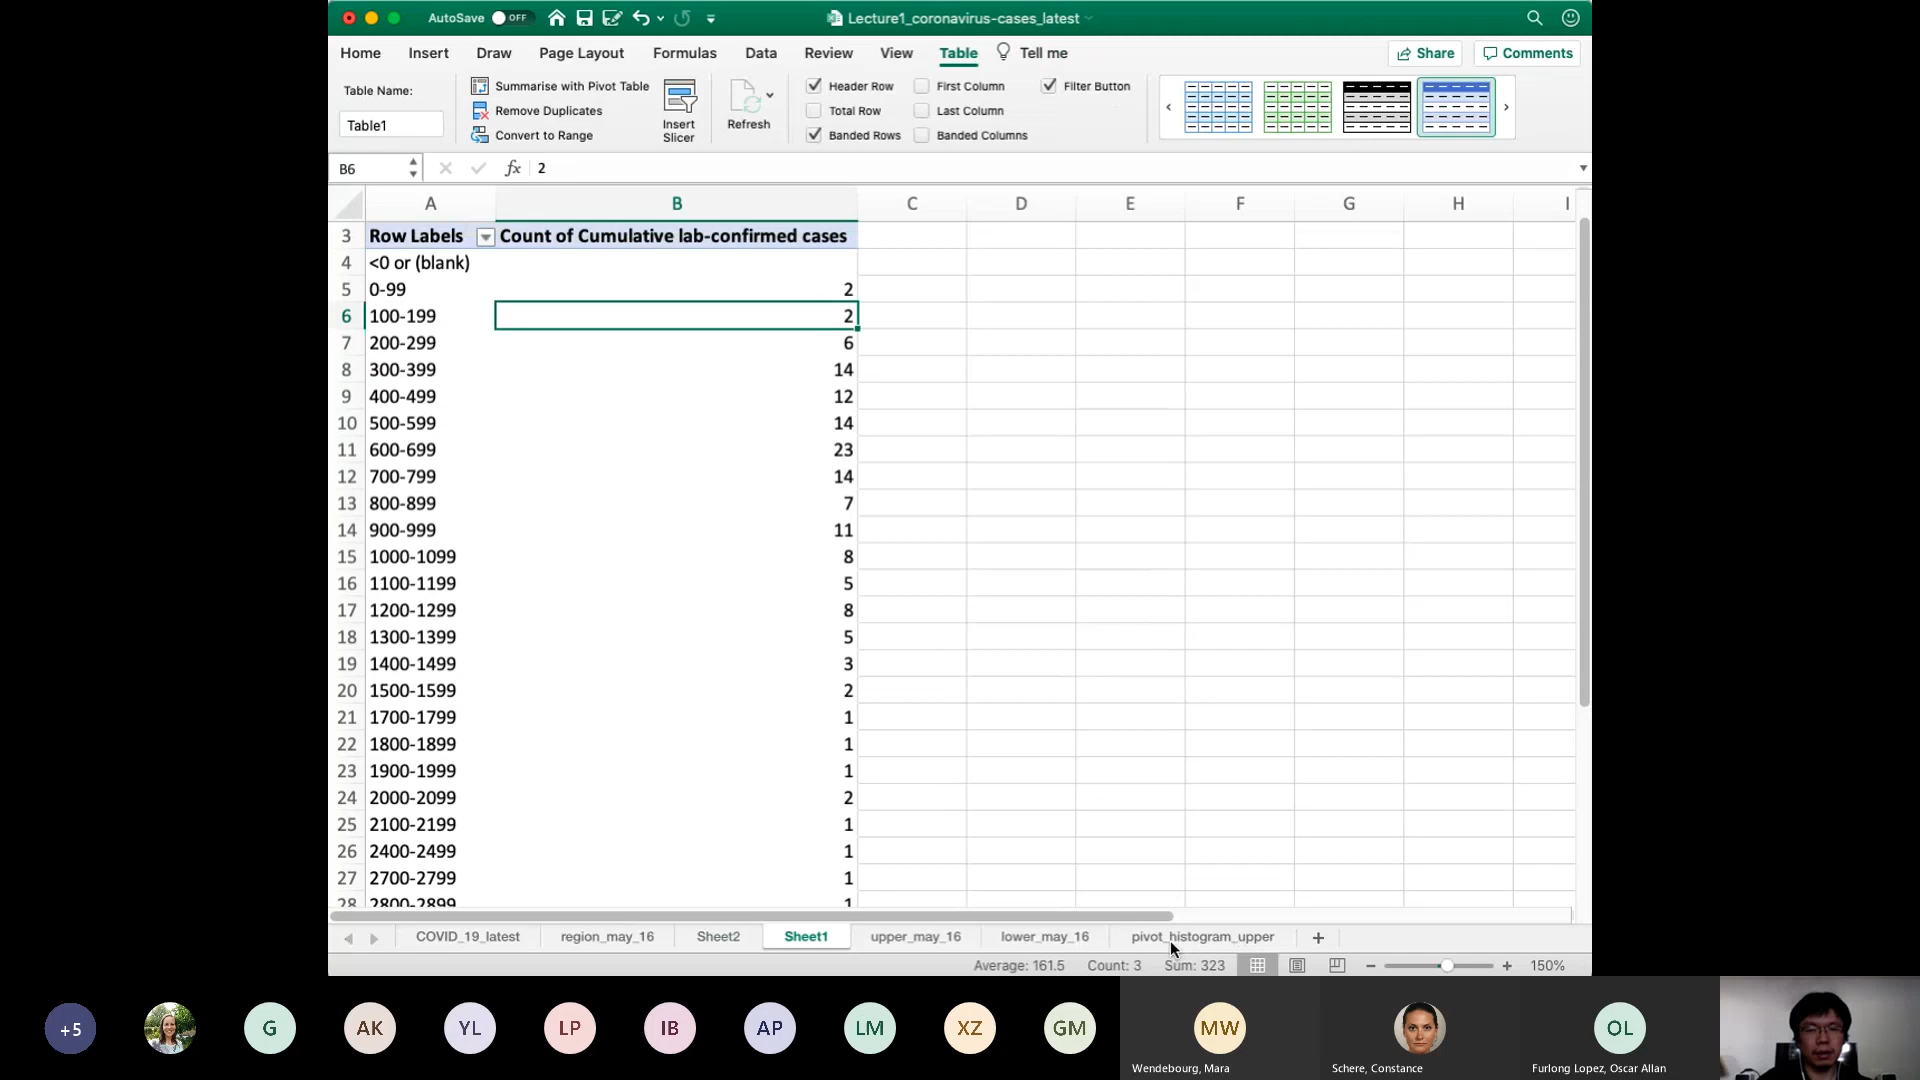 AutoSave OFF Lecture1_coronavirus-cases_latest
Home Insert Draw Page Layout Formulas Data Review View Table Tell me Share Comments
Table Name:
Table1
Summarise with Pivot Table
Remove Duplicates
Convert to Range
Insert
Slicer
Refresh
Header Row First Column Filter Button
Total Row Last Column
Banded Rows Banded Columns
B6 fx 2
A B C D E F G H I
3 Row Labels Count of Cumulative lab-confirmed cases
4 <0 or (blank)
5 0-99 2
6 100-199 2
7 200-299 6
8 300-399 14
9 400-499 12
10 500-599 14
11 600-699 23
12 700-799 14
13 800-899 7
14 900-999 11
15 1000-1099 8
16 1100-1199 5
17 1200-1299 8
18 1300-1399 5
19 1400-1499 3
20 1500-1599 2
21 1700-1799 1
22 1800-1899 1
23 1900-1999 1
24 2000-2099 2
25 2100-2199 1
26 2400-2499 1
27 2700-2799 1
28 2800-2899 1
COVID_19_latest region_may_16 Sheet2 Sheet1 upper_may_16 lower_may_16 pivot_histogram_upper +
Average: 161.5 Count: 3 Sum: 323 150%
+5 G AK YL LP IB AP LM XZ GM MW OL
Wendebourg, Mara Schere, Constance Furlong Lopez, Oscar Allan